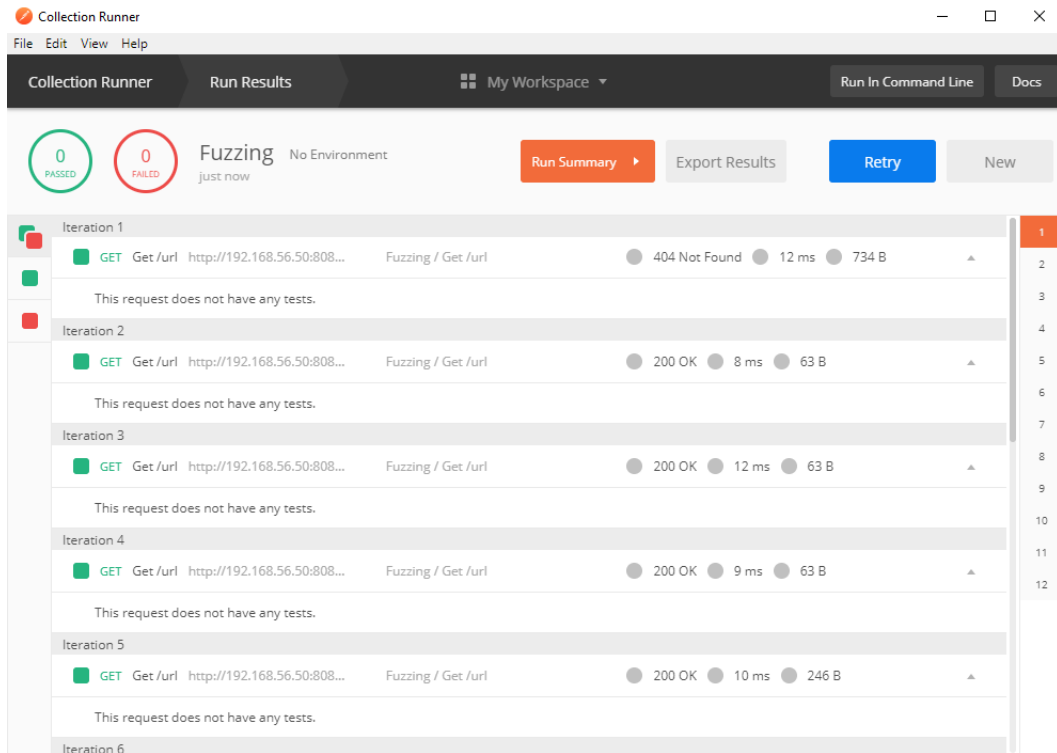 Collection Runner
File Edit View Help
Collection Runner Run Results My Workspace Run In Command Line Docs
0 PASSED 0 FAILED Fuzzing No Environment Run Summary Export Results Retry New
just now
Iteration 1 1
GET Get /url http://192.168.56.50:808... Fuzzing / Get /url 404 Not Found 12 ms 734 B
2
This request does not have any tests. 3
Iteration 2 4
GET Get /url http://192.168.56.50:808... Fuzzing / Get /url 200 OK 8 ms 63 B 5
6
This request does not have any tests.
7
Iteration 3
8
GET Get /url http://192.168.56.50:808... Fuzzing / Get /url 200 OK 12 ms 63 B
9
This request does not have any tests.
10
Iteration 4
11
GET Get /url http://192.168.56.50:808... Fuzzing / Get /url 200 OK 9 ms 63 B
12
This request does not have any tests.
Iteration 5
GET Get /url http://192.168.56.50:808... Fuzzing / Get /url 200 OK 10 ms 246 B
This request does not have any tests.
Iteration 6